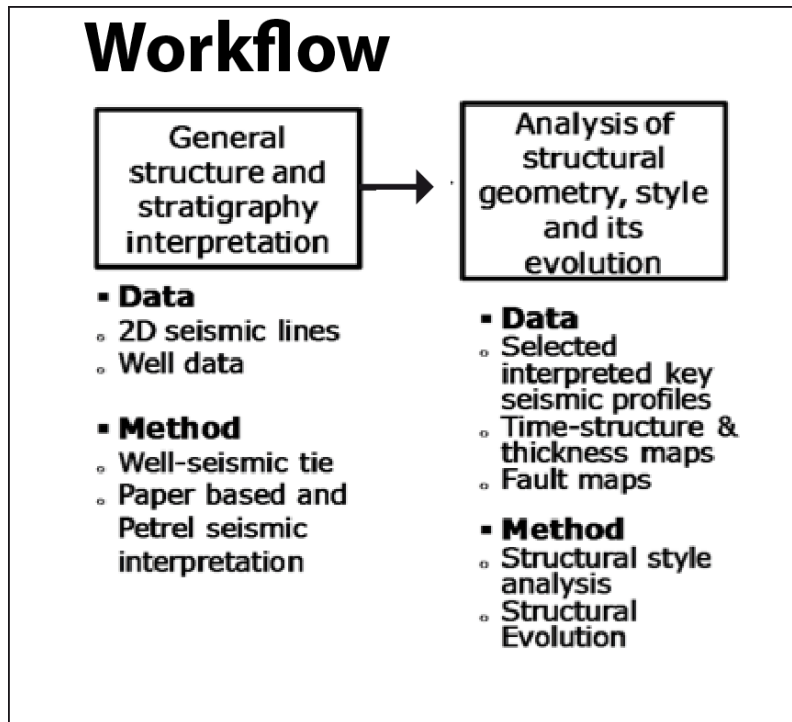 Workflow
General
structure and
stratigraphy
interpretation
▪ Data
∘ 2D seismic lines
∘ Well data
▪ Method
∘ Well-seismic tie
∘ Paper based and
Petrel seismic
interpretation
Analysis of
structural
geometry, style
and its
evolution
▪ Data
∘ Selected
interpreted key
seismic profiles
∘ Time-structure &
thickness maps
∘ Fault maps
▪ Method
∘ Structural style
analysis
∘ Structural
Evolution